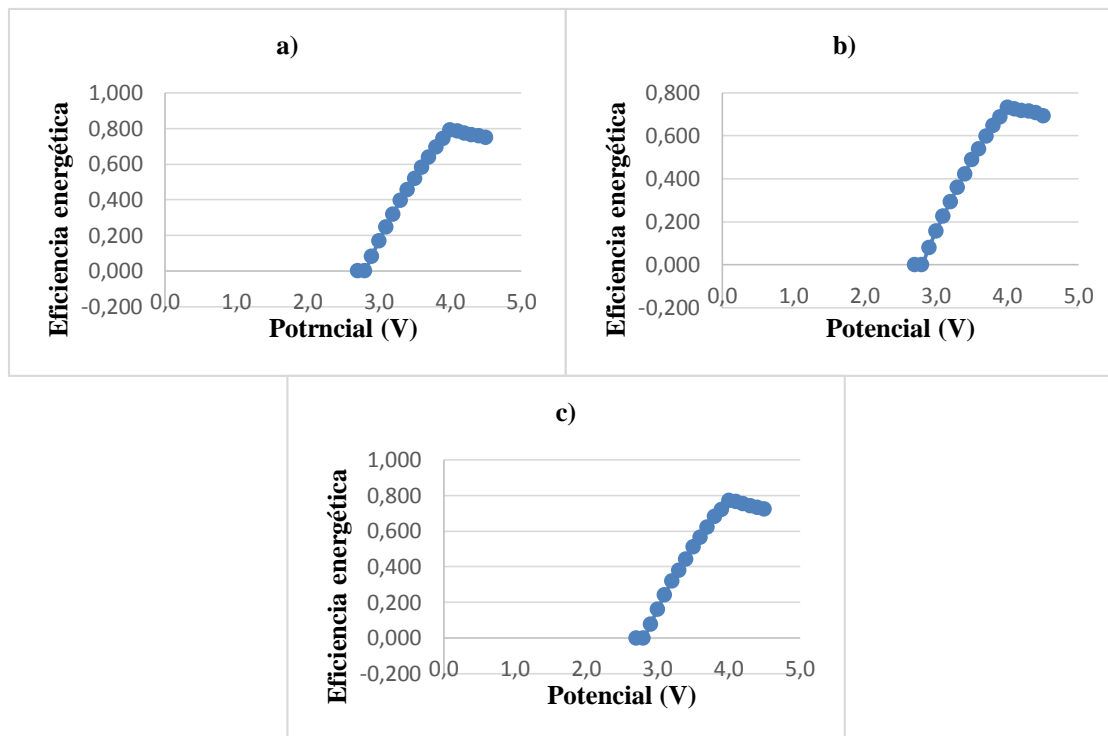 a)
Eficiencia energética
1,000
0,800
0,600
0,400
0,200
0,000
-0,200
0,0 1,0 2,0 3,0 4,0 5,0
Potrncial (V)
b)
Eficiencia energética
0,800
0,600
0,400
0,200
0,000
-0,200
0,0 1,0 2,0 3,0 4,0 5,0
Potencial (V)
c)
Eficiencia energética
1,000
0,800
0,600
0,400
0,200
0,000
-0,200
0,0 1,0 2,0 3,0 4,0 5,0
Potencial (V)